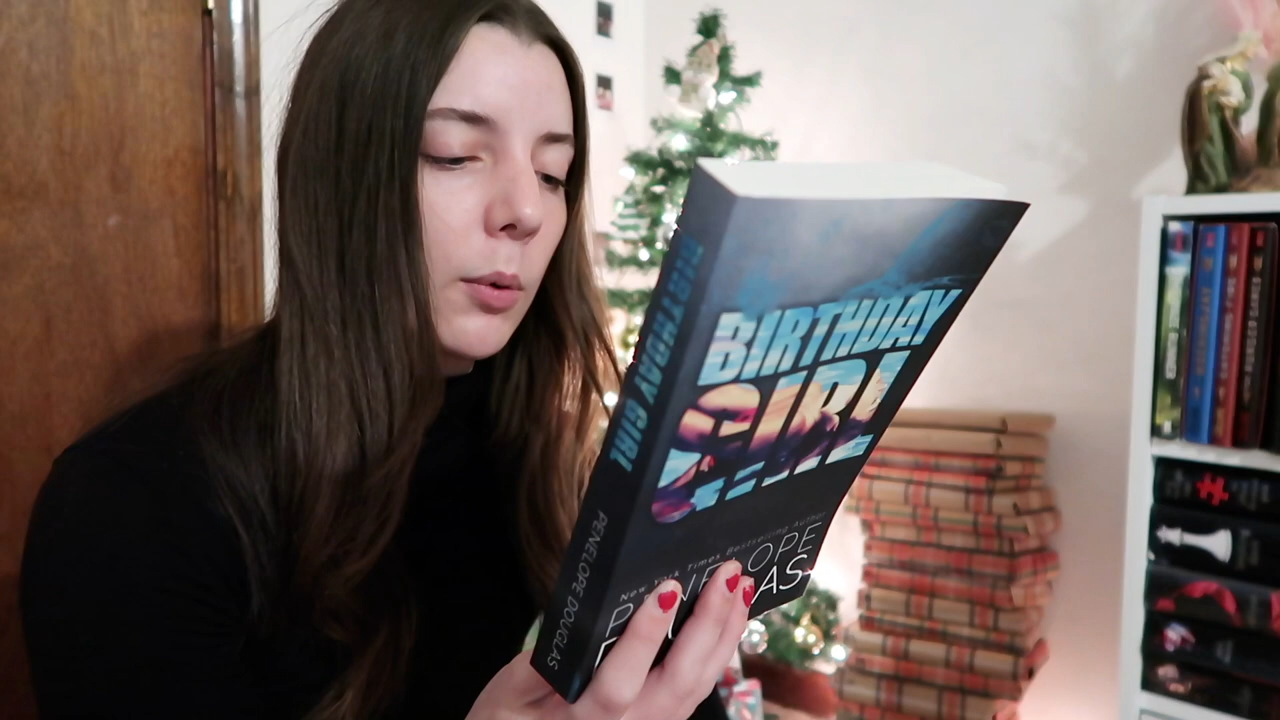 BIRTHDAY GIRL
PENELOPE DOUGLAS
BIRTHDAY
GIRL
New York Times Bestselling Author
PENELOPE
DOUGLAS